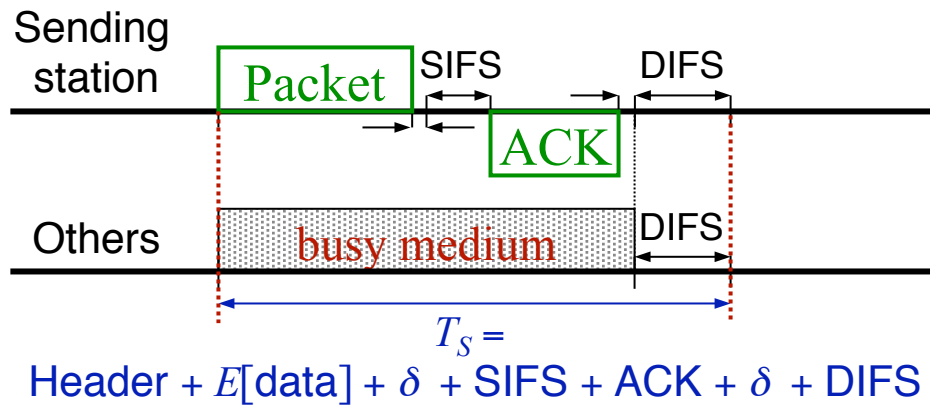 Sending
station
Packet
SIFS
DIFS
ACK
Others
busy medium
DIFS
T_S =
Header + E[data] + δ + SIFS + ACK + δ + DIFS